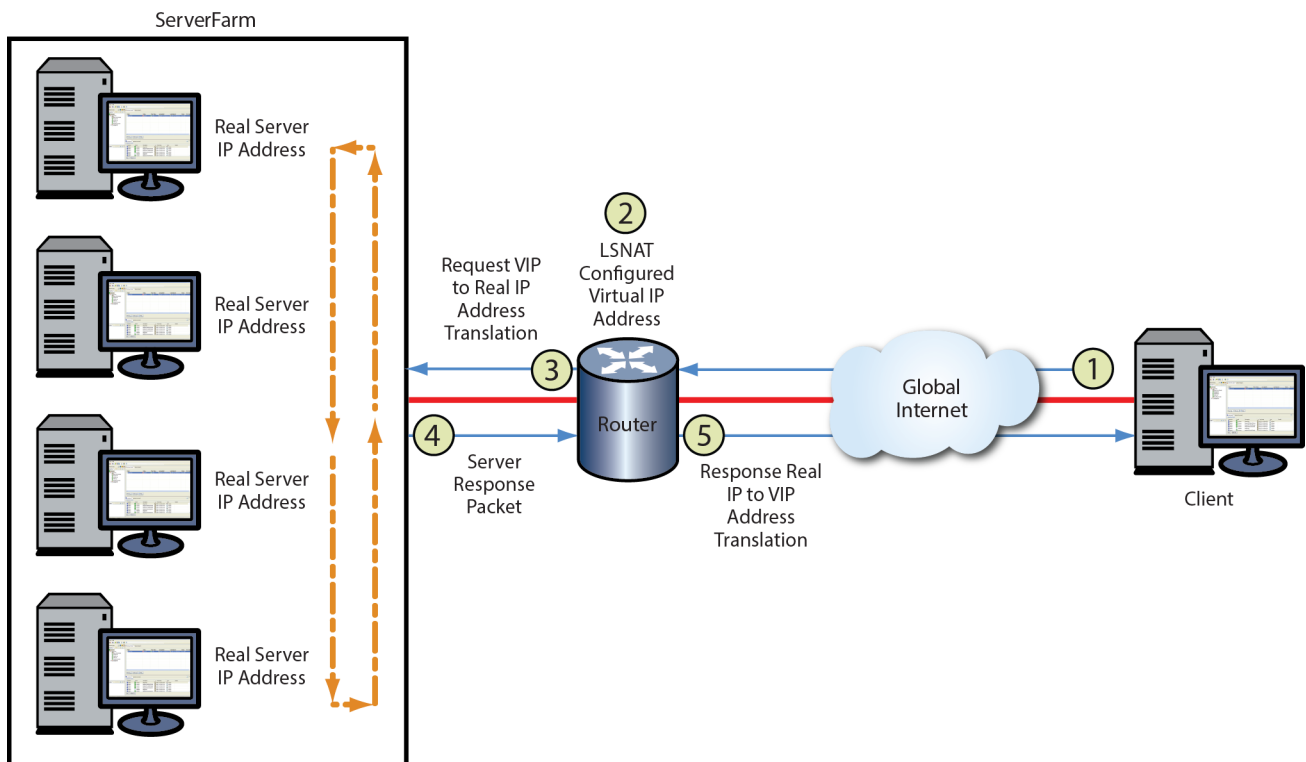 ServerFarm
Real Server
IP Address
Real Server
IP Address
Real Server
IP Address
Real Server
IP Address
Request VIP
to Real IP
Address
Translation
3
4
Server
Response
Packet
2
LSNAT
Configured
Virtual IP
Address
Router
5
Response Real
IP to VIP
Address
Translation
Global
Internet
1
Client